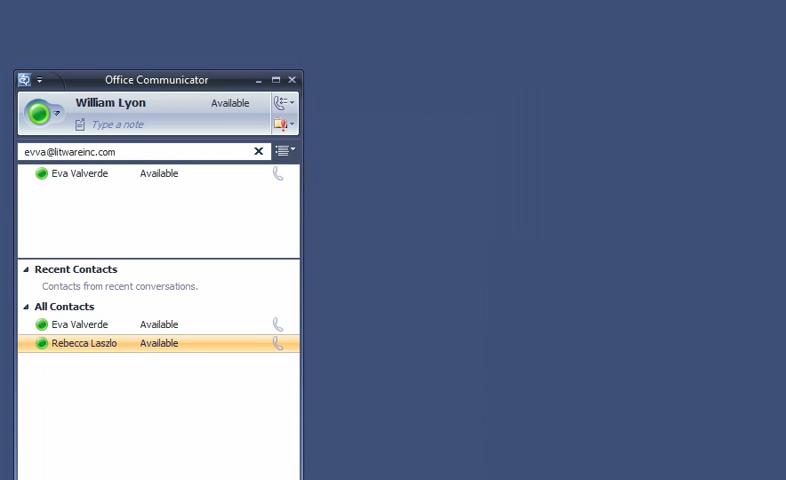 Office Communicator
William Lyon Available
Type a note
evva@litwareinc.com
Eva Valverde Available
Recent Contacts
Contacts from recent conversations.
All Contacts
Eva Valverde Available
Rebecca Laszlo Available